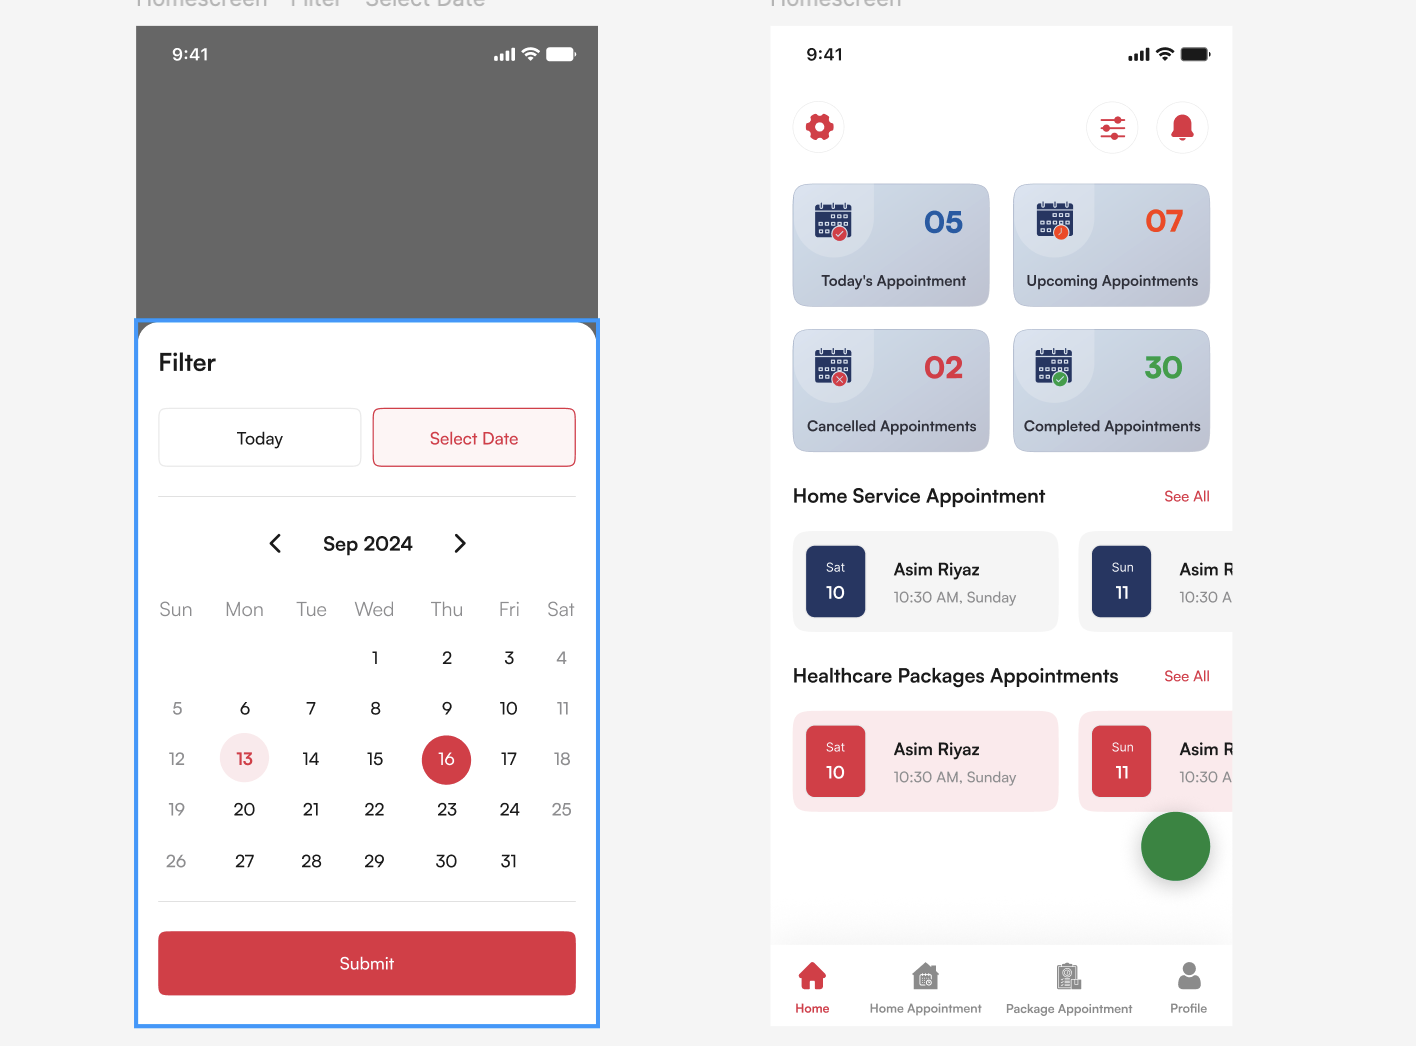 Homescreen - Filter - Select Date
9:41
Filter
Today
Select Date
Sep 2024
Sun Mon Tue Wed Thu Fri Sat
1 2 3 4
5 6 7 8 9 10 11
12 13 14 15 16 17 18
19 20 21 22 23 24 25
26 27 28 29 30 31
Submit
Homescreen
9:41
05
Today's Appointment
07
Upcoming Appointments
02
Cancelled Appointments
30
Completed Appointments
Home Service Appointment
See All
Sat
10
Asim Riyaz
10:30 AM, Sunday
Sun
11
Asim R
10:30 A
Healthcare Packages Appointments
See All
Sat
10
Asim Riyaz
10:30 AM, Sunday
Sun
11
Asim R
10:30 A
Home
Home Appointment
Package Appointment
Profile